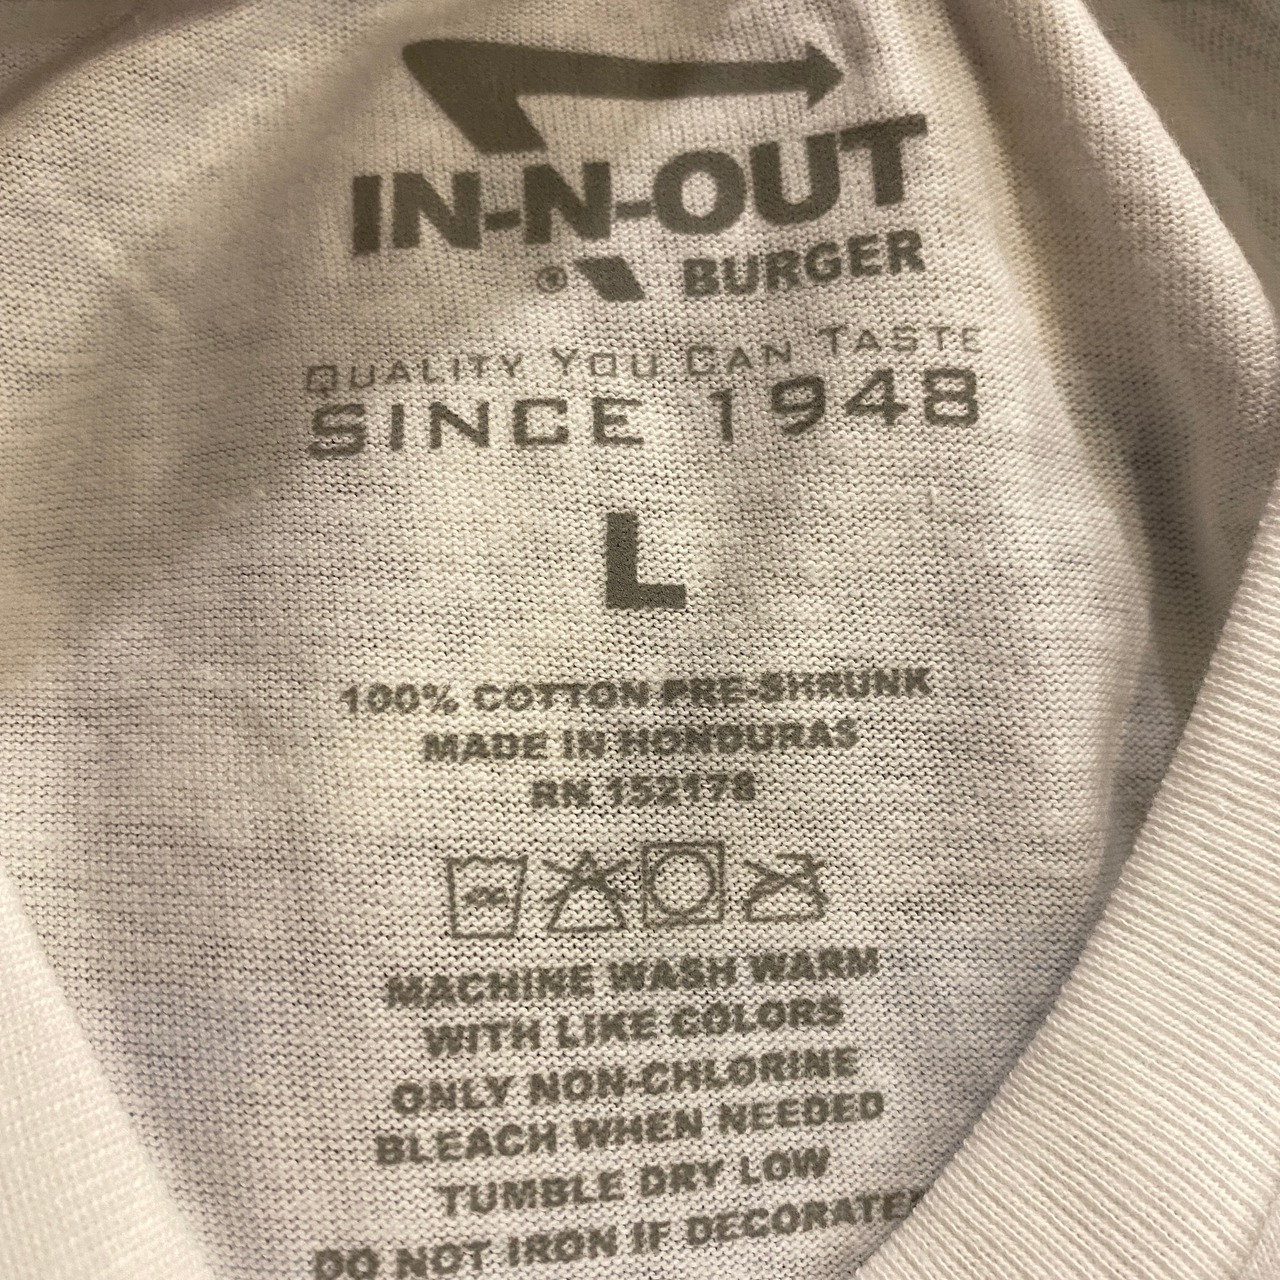 IN-N-OUT
® BURGER
QUALITY YOU CAN TASTE
SINCE 1948
L
100% COTTON PRE-SHRUNK
MADE IN HONDURAS
RN 152178
MACHINE WASH WARM
WITH LIKE COLORS
ONLY NON-CHLORINE
BLEACH WHEN NEEDED
TUMBLE DRY LOW
DO NOT IRON IF DECORATED